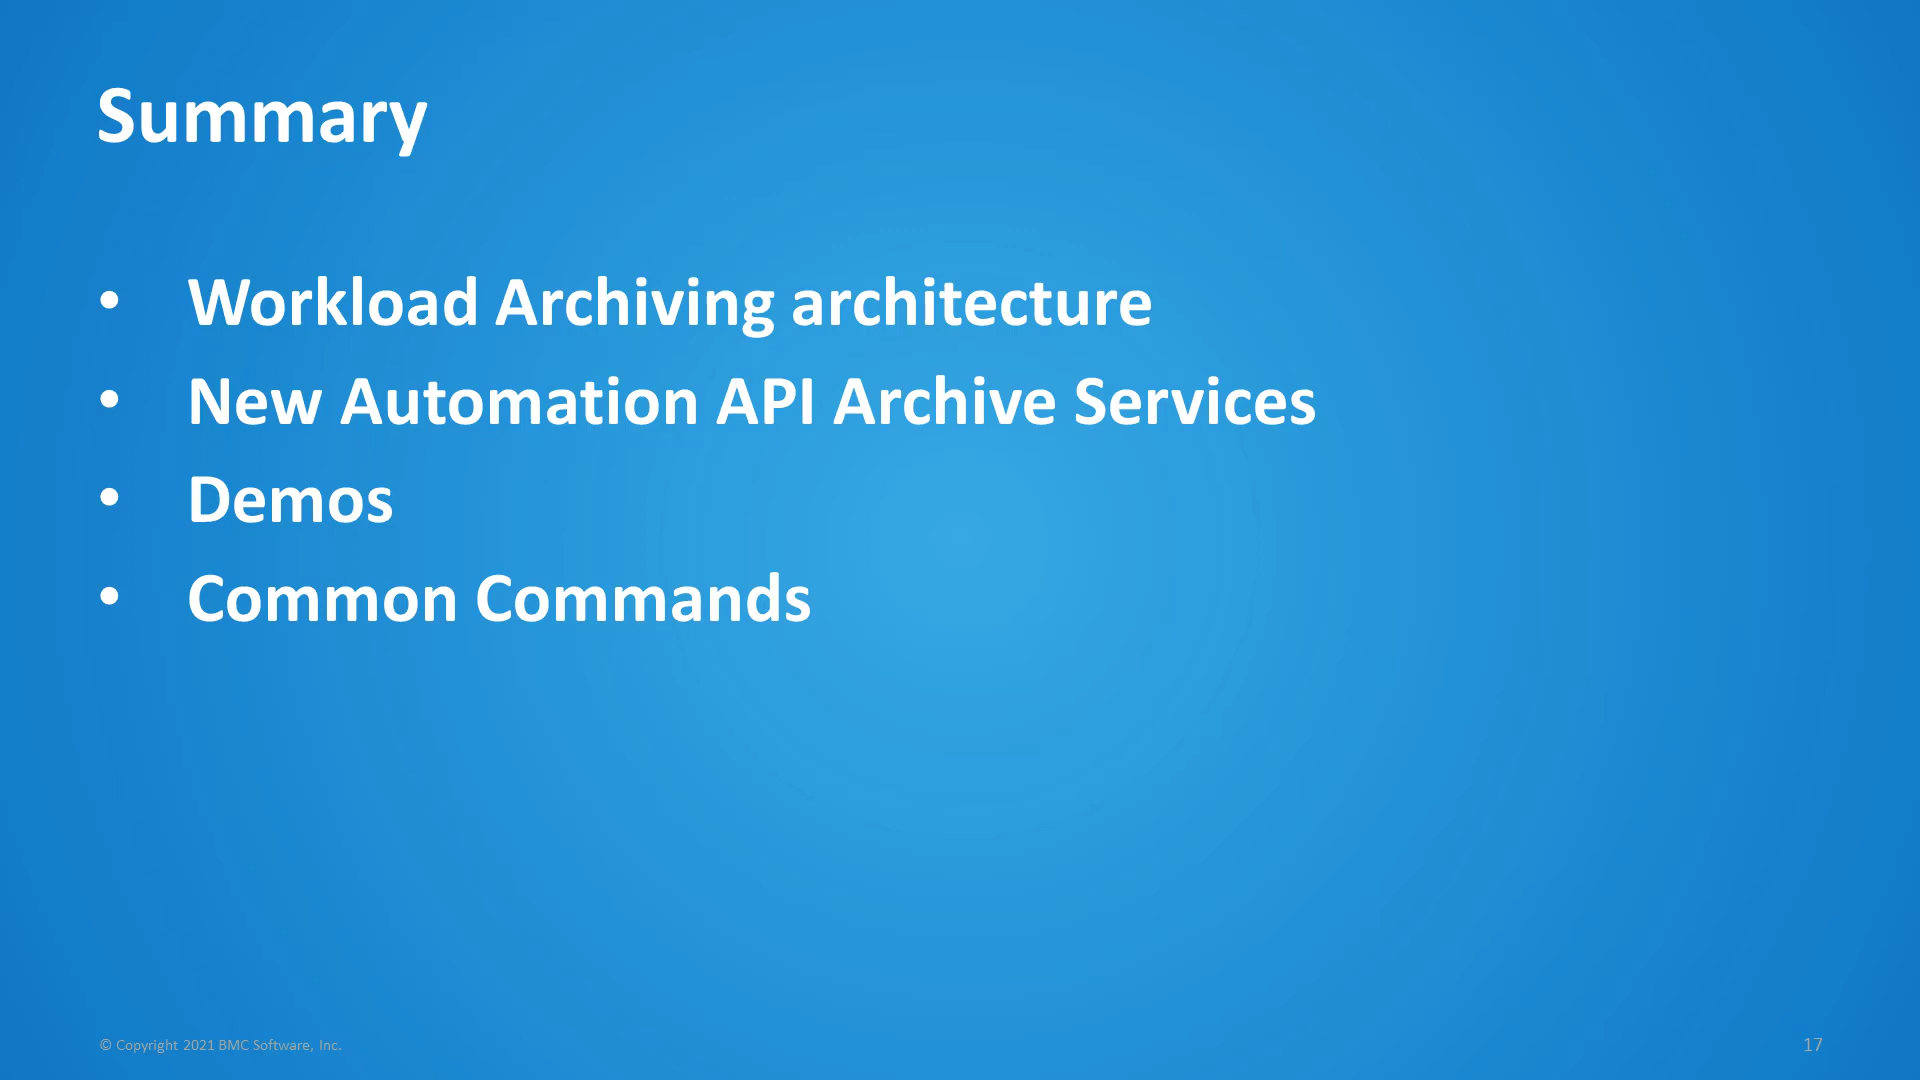 Summary
• Workload Archiving architecture
• New Automation API Archive Services
• Demos
• Common Commands
© Copyright 2021 BMC Software, Inc.
17